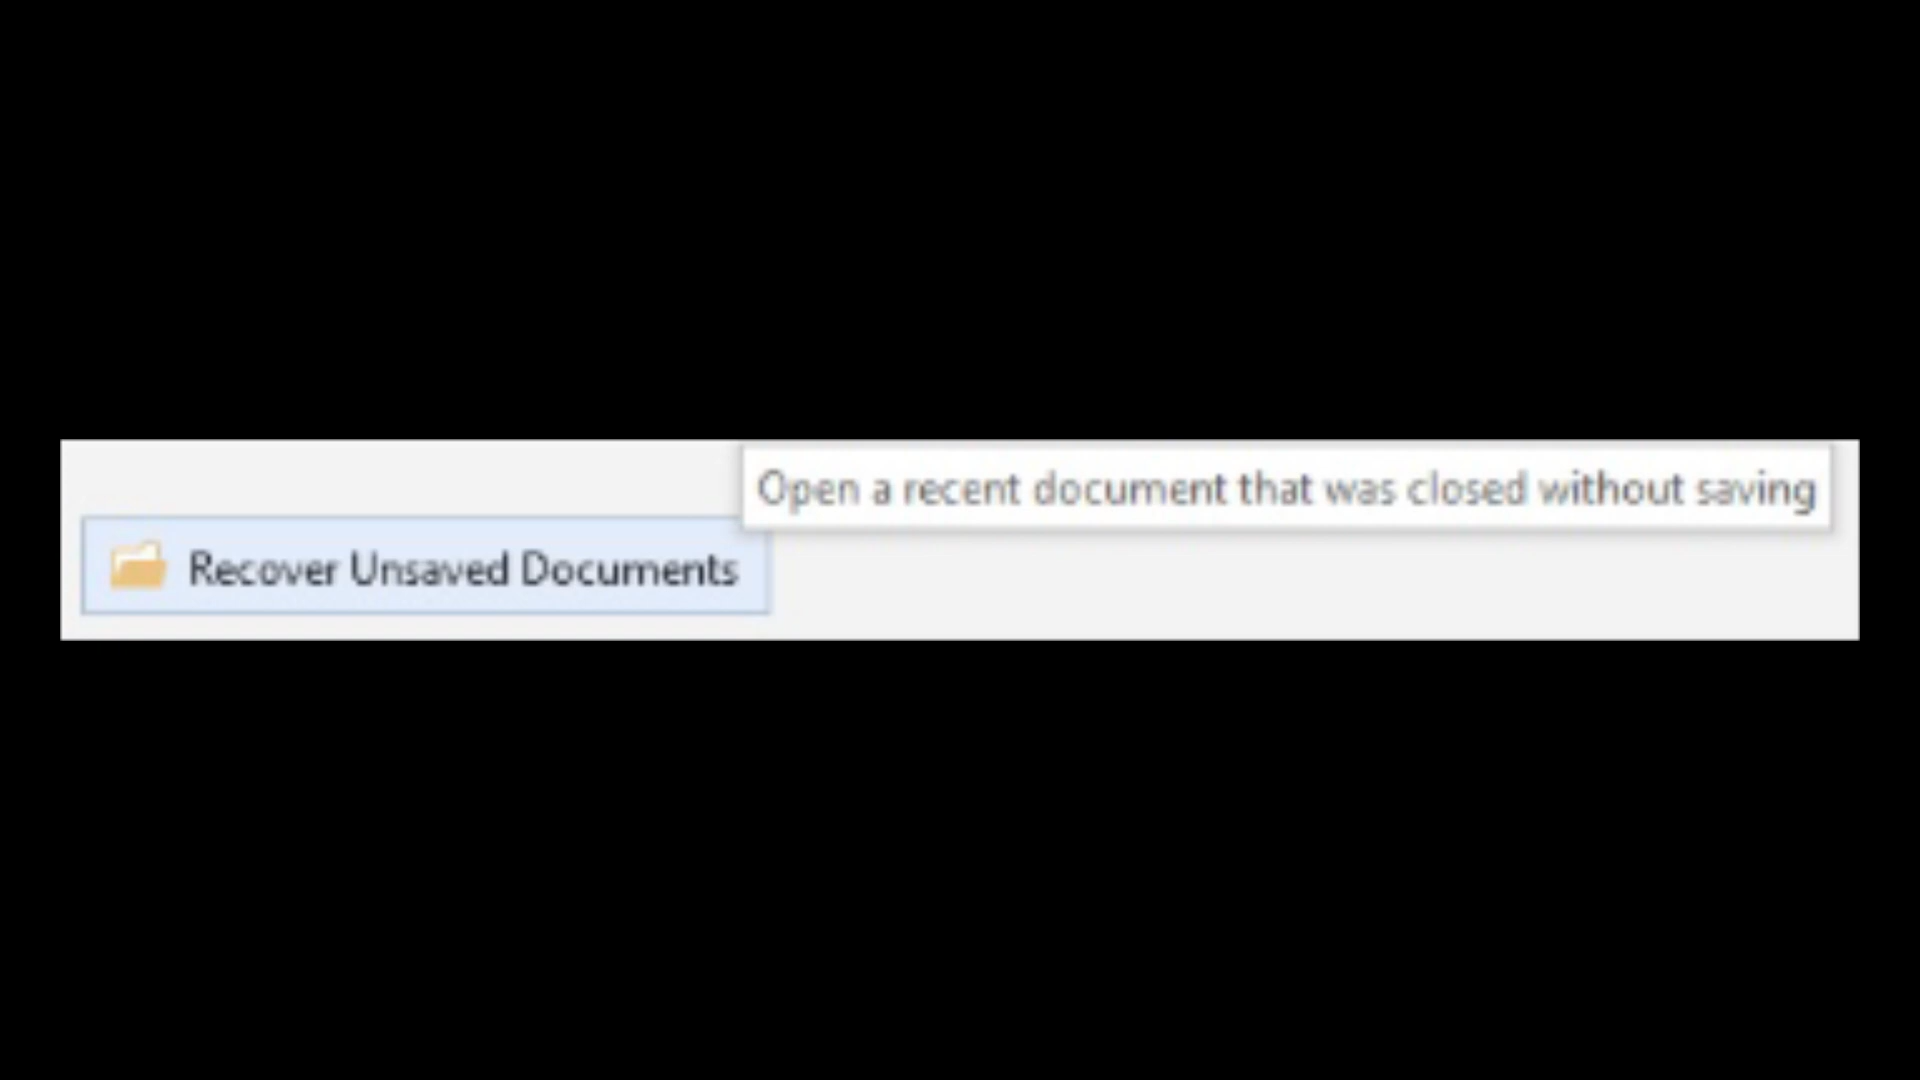 Open a recent document that was closed without saving
Recover Unsaved Documents